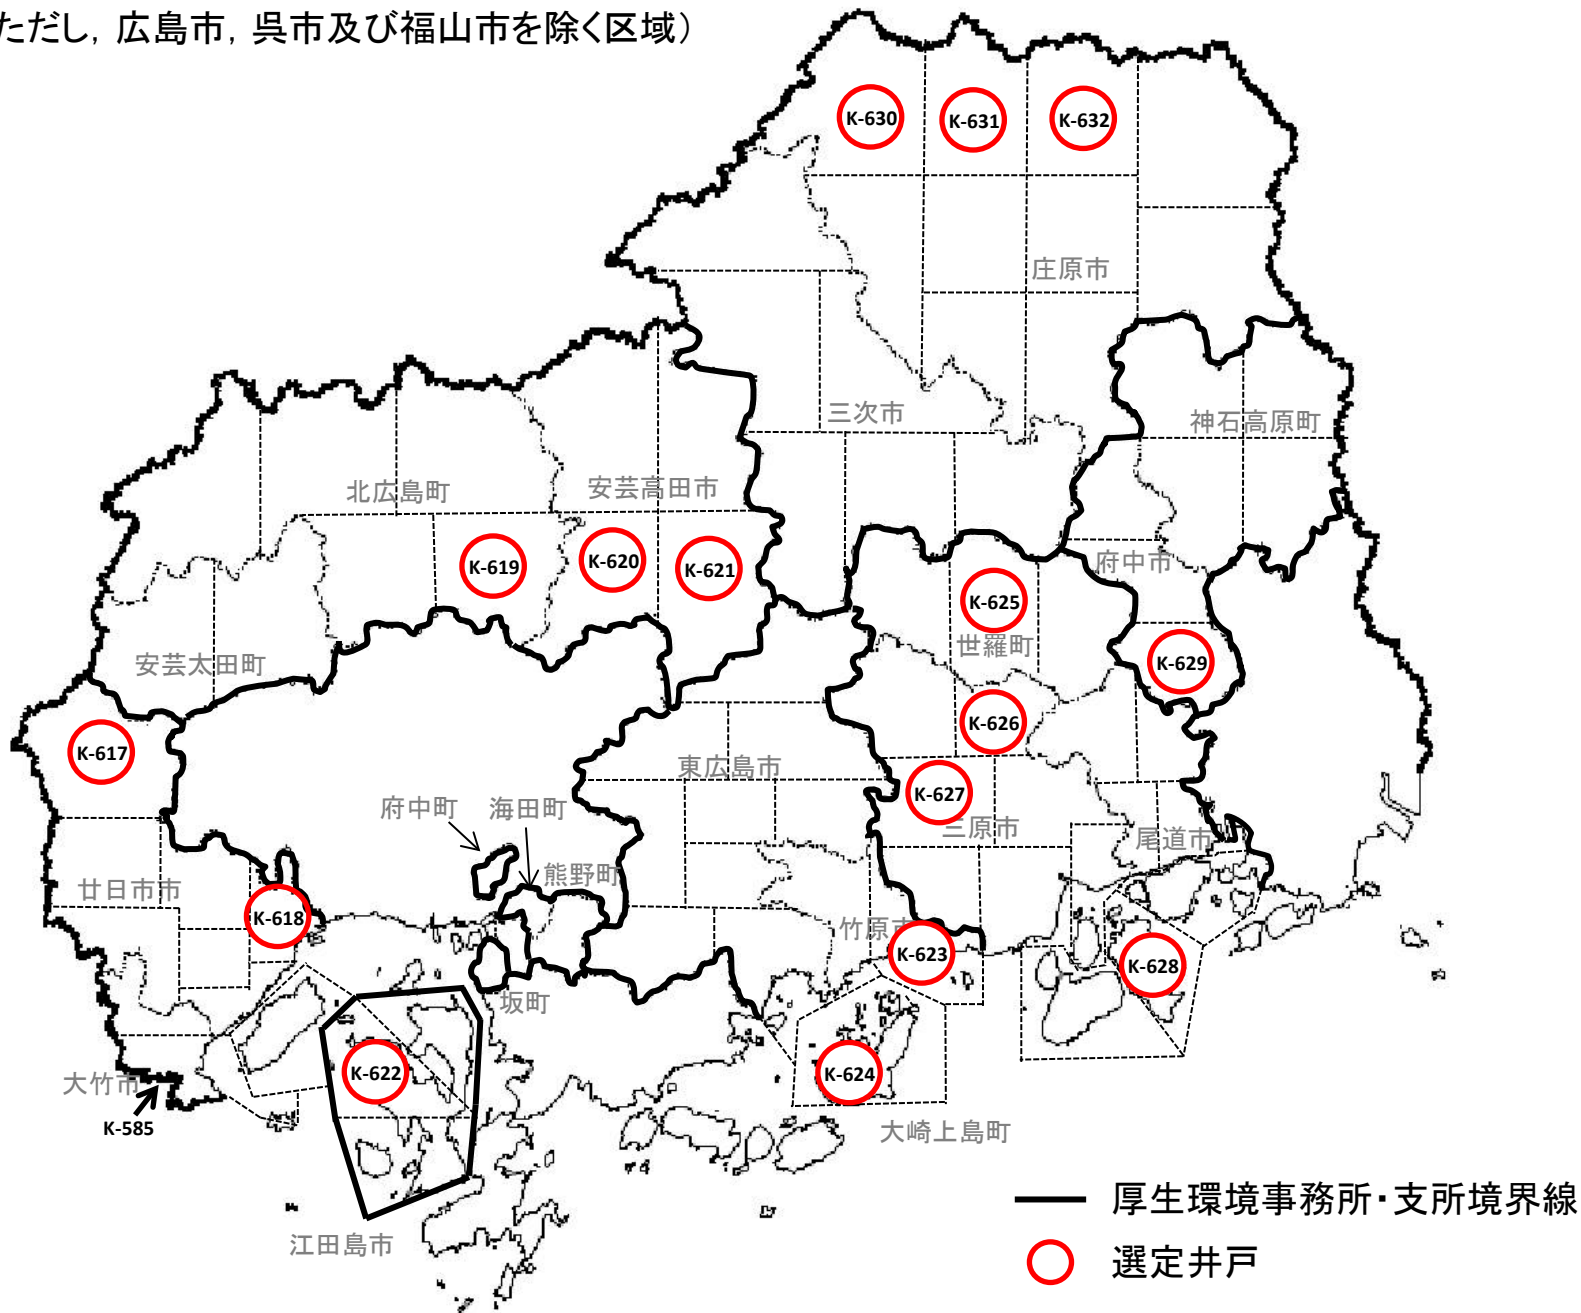 ただし，広島市，呉市及び福山市を除く区域）
K-630
K-631
K-632
庄原市
三次市
神石高原町
北広島町
安芸高田市
K-619
K-620
K-621
府中市
K-625
世羅町
安芸太田町
K-629
K-617
K-626
東広島市
K-627
三原市
尾道市
府中町
海田町
熊野町
廿日市市
K-618
竹原市
K-623
K-628
坂町
K-622
K-624
大竹市
K-585
大崎上島町
江田島市
厚生環境事務所・支所境界線
選定井戸